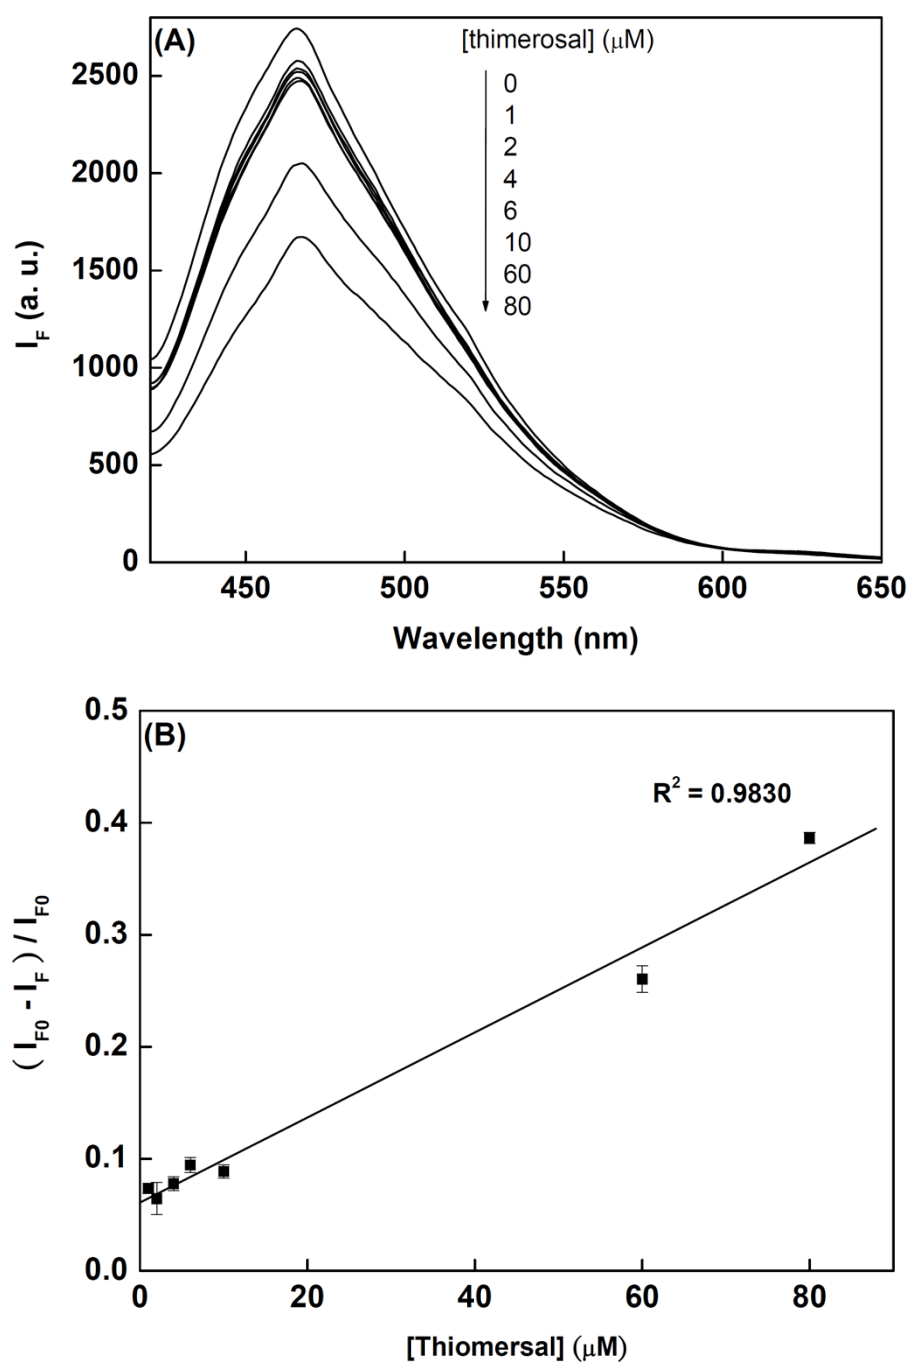 (A)
[thimerosal] (μM)
0
1
2
4
6
10
60
80
2500
2000
1500
1000
500
0
I_F (a. u.)
450 500 550 600 650
Wavelength (nm)
(B)
R² = 0.9830
0.5
0.4
0.3
0.2
0.1
0.0
( I_F0 - I_F ) / I_F0
0 20 40 60 80
[Thiomersal] (μM)